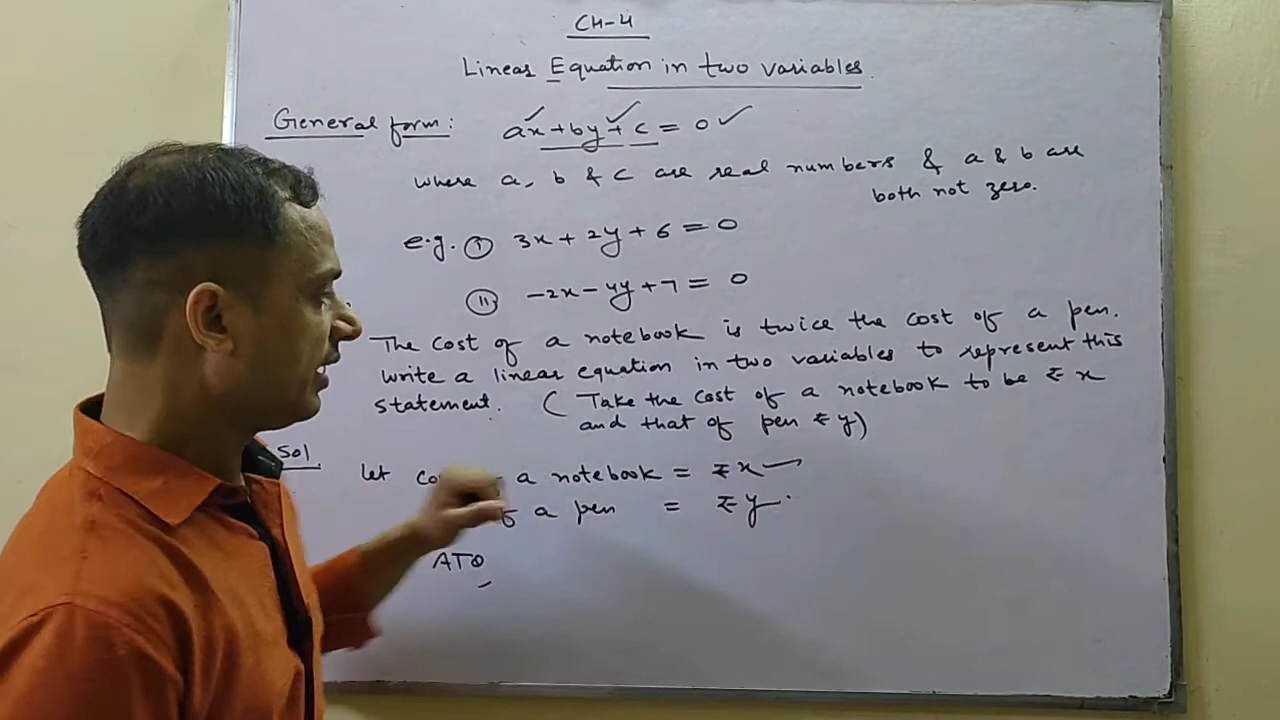 CH-4
Linear Equation in two variables.
General form: ax + by + c = 0
where a, b & c are real numbers & a & b are
both not zero.
e.g. (i) 3x + 2y + 6 = 0
(ii) -2x - 4y + 7 = 0
The cost of a notebook is twice the cost of a pen.
write a linear equation in two variables to represent this
statement. ( Take the cost of a notebook to be ₹ x
and that of pen ₹ y)
Sol
let a notebook = ₹ x
of a pen = ₹ y.
ATQ